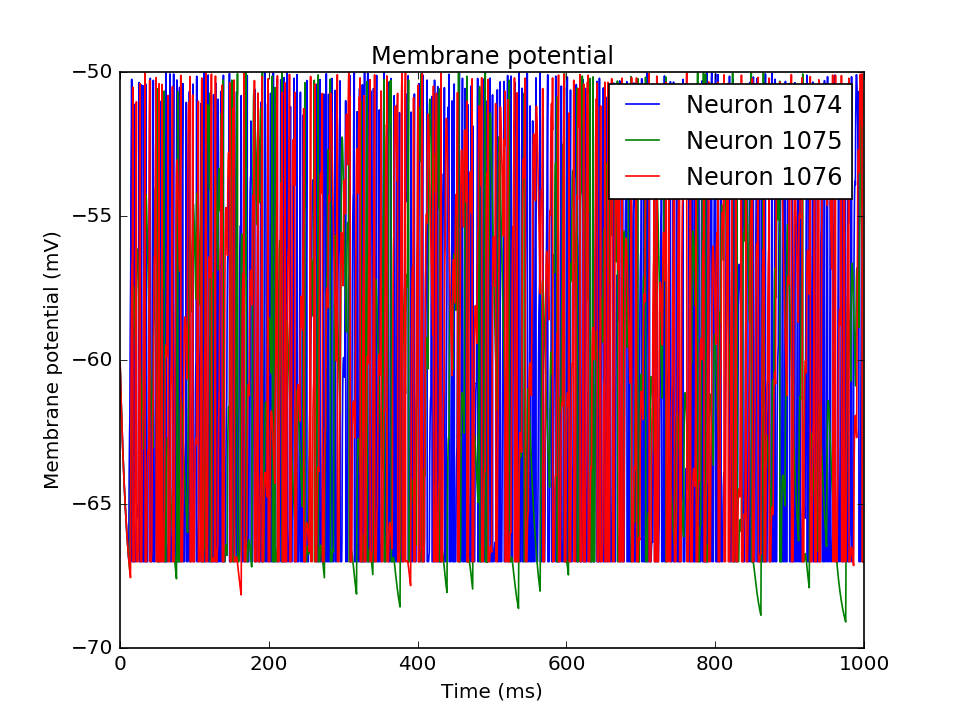 Membrane potential
−50
−55
−60
−65
−70
Membrane potential (mV)
Neuron 1074
Neuron 1075
Neuron 1076
0
200
400
600
800
1000
Time (ms)